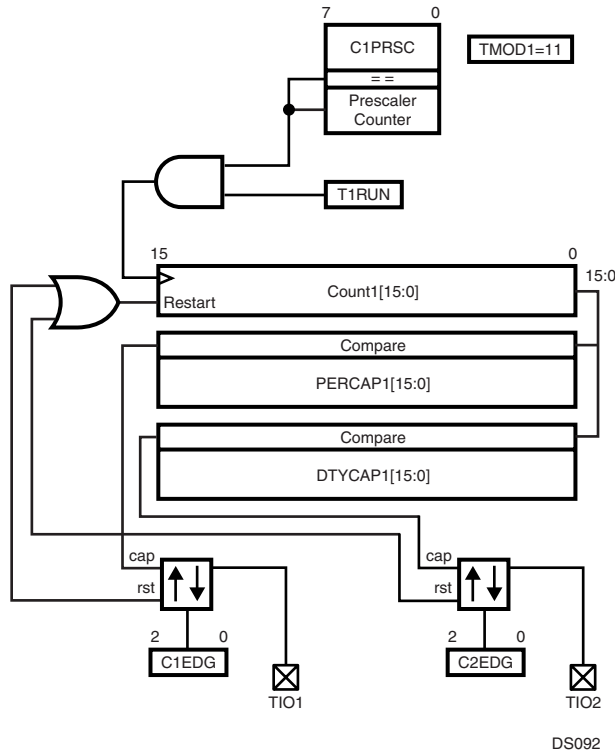 7 0
C1PRSC
TMOD1=11
= =
Prescaler
Counter
T1RUN
15 0
15:0
Count1[15:0]
Restart
Compare
PERCAP1[15:0]
Compare
DTYCAP1[15:0]
cap
rst
cap
rst
2 0
2 0
C1EDG
C2EDG
TIO1
TIO2
DS092